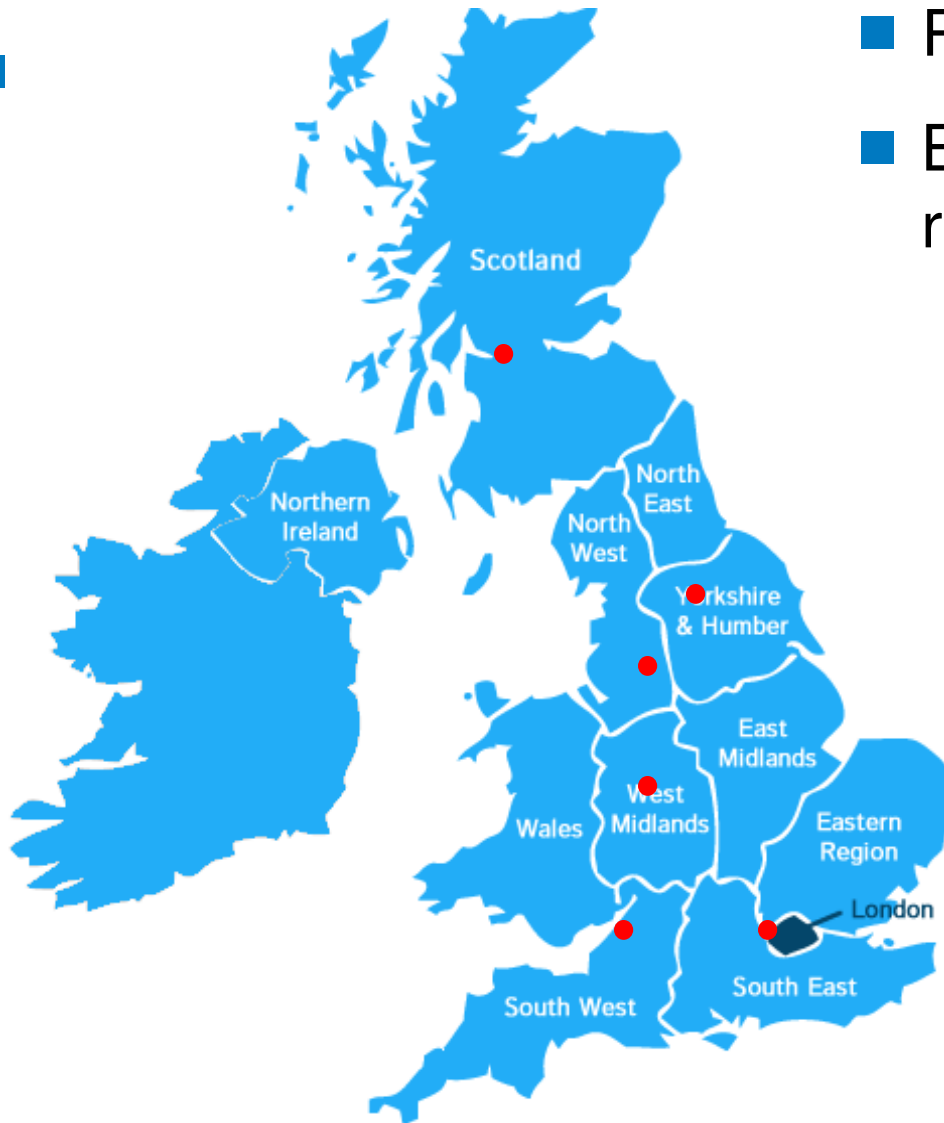 F
E
r
Scotland
North
East
Northern
Ireland
North
West
Yorkshire
& Humber
East
Midlands
West
Midlands
Wales
Eastern
Region
London
South East
South West